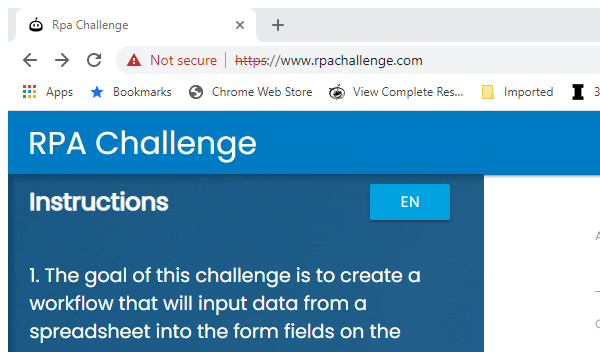 Rpa Challenge
Not secure | https://www.rpachallenge.com
Apps Bookmarks Chrome Web Store View Complete Res... Imported 3
RPA Challenge
Instructions
EN
1. The goal of this challenge is to create a
workflow that will input data from a
spreadsheet into the form fields on the